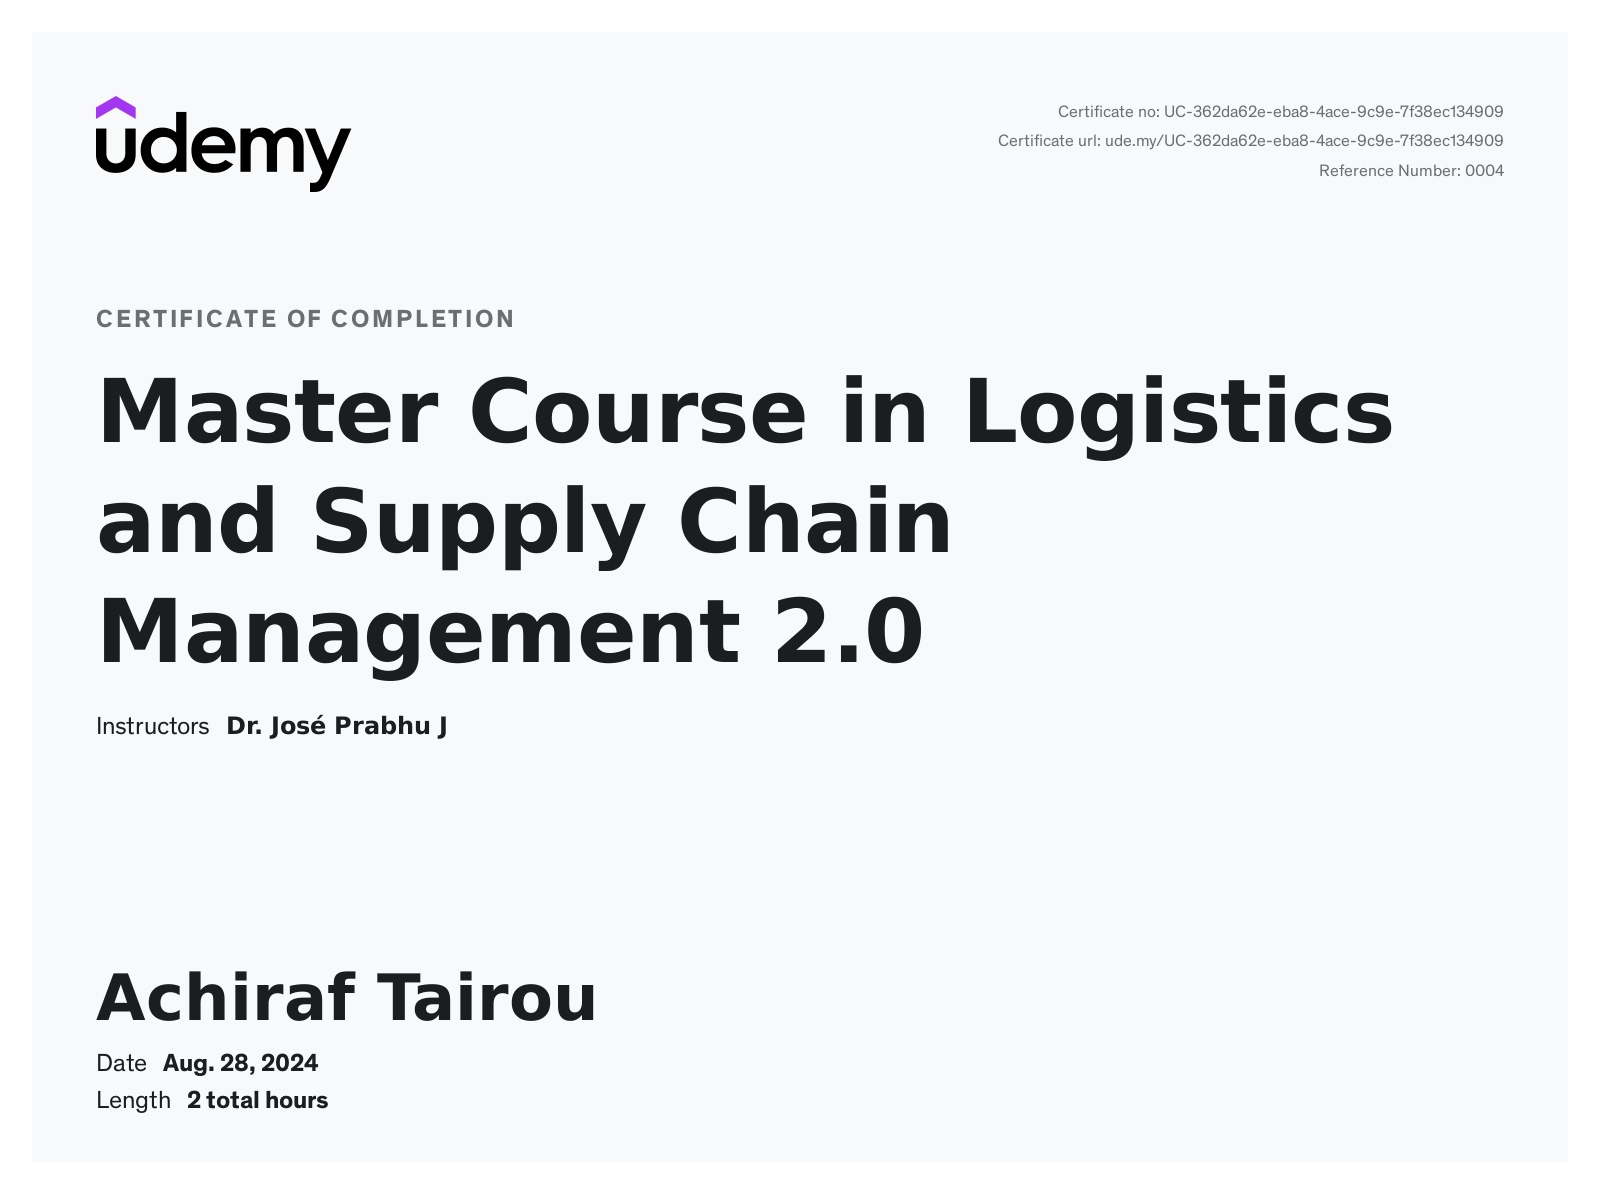 udemy
Certificate no: UC-362da62e-eba8-4ace-9c9e-7f38ec134909
Certificate url: ude.my/UC-362da62e-eba8-4ace-9c9e-7f38ec134909
Reference Number: 0004
CERTIFICATE OF COMPLETION
Master Course in Logistics
and Supply Chain
Management 2.0
Instructors Dr. José Prabhu J
Achiraf Tairou
Date Aug. 28, 2024
Length 2 total hours